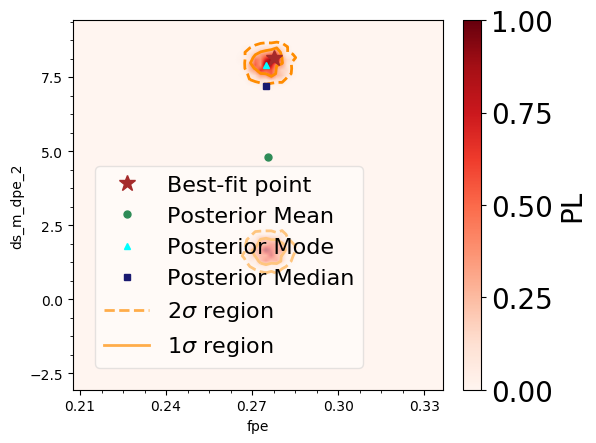 7.5
5.0
2.5
0.0
−2.5
ds_m_dpe_2
0.21
0.24
0.27
0.30
0.33
fpe
Best-fit point
Posterior Mean
Posterior Mode
Posterior Median
2σ region
1σ region
1.00
0.75
0.50
0.25
0.00
PL